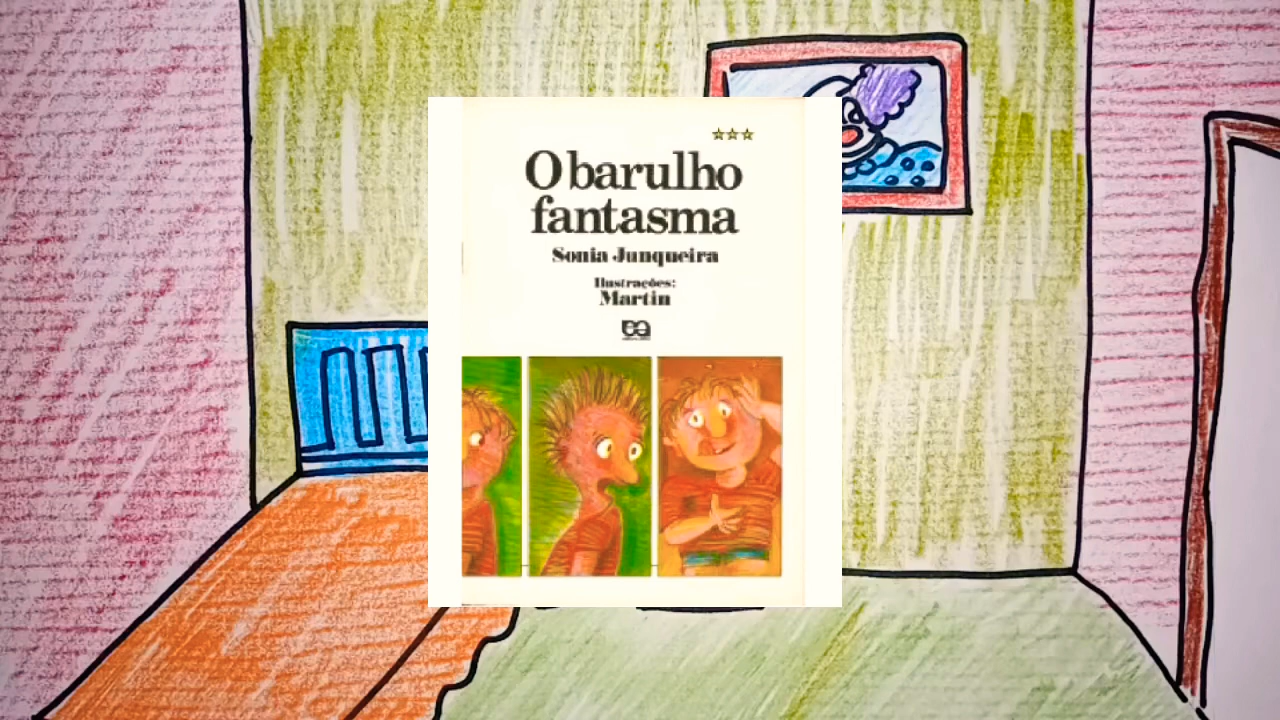 ☆☆☆
O barulho
fantasma
Sonia Junqueira
Ilustrações:
Martin